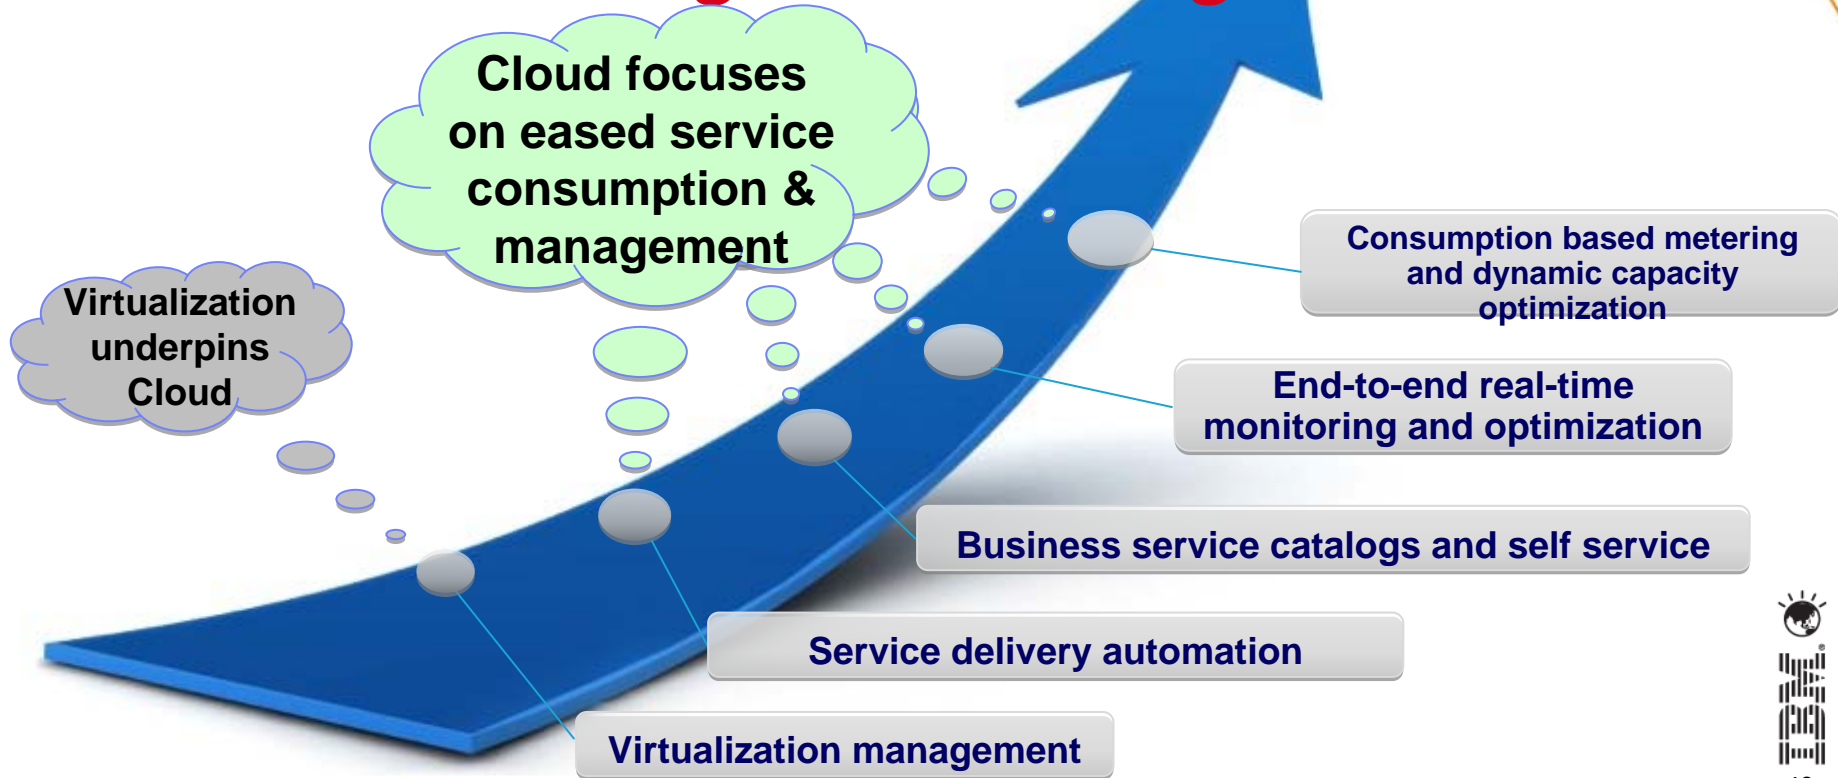 Cloud focuses
on eased service
consumption &
management
Virtualization
underpins
Cloud
Consumption based metering
and dynamic capacity
optimization
End-to-end real-time
monitoring and optimization
Business service catalogs and self service
Service delivery automation
Virtualization management
IBM